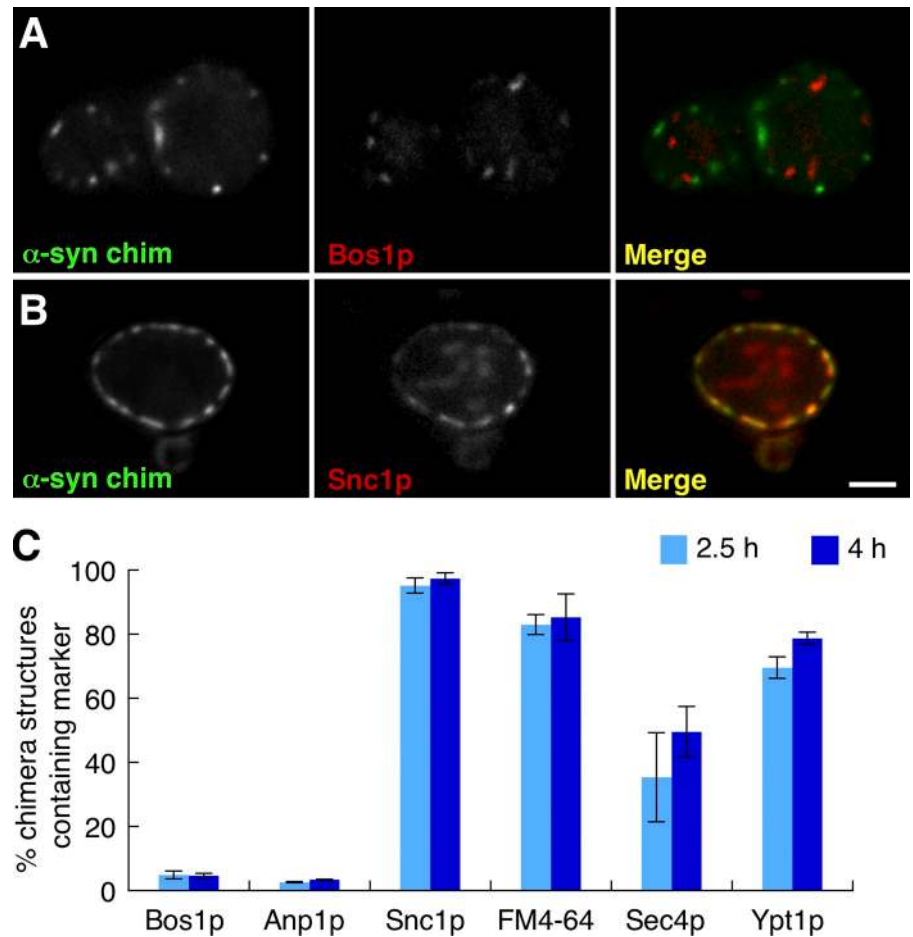 A
α-syn chim
Bos1p
Merge
B
α-syn chim
Snc1p
Merge
C
2.5 h
4 h
% chimera structures
containing marker
100
80
60
40
20
0
Bos1p Anp1p Snc1p FM4-64 Sec4p Ypt1p